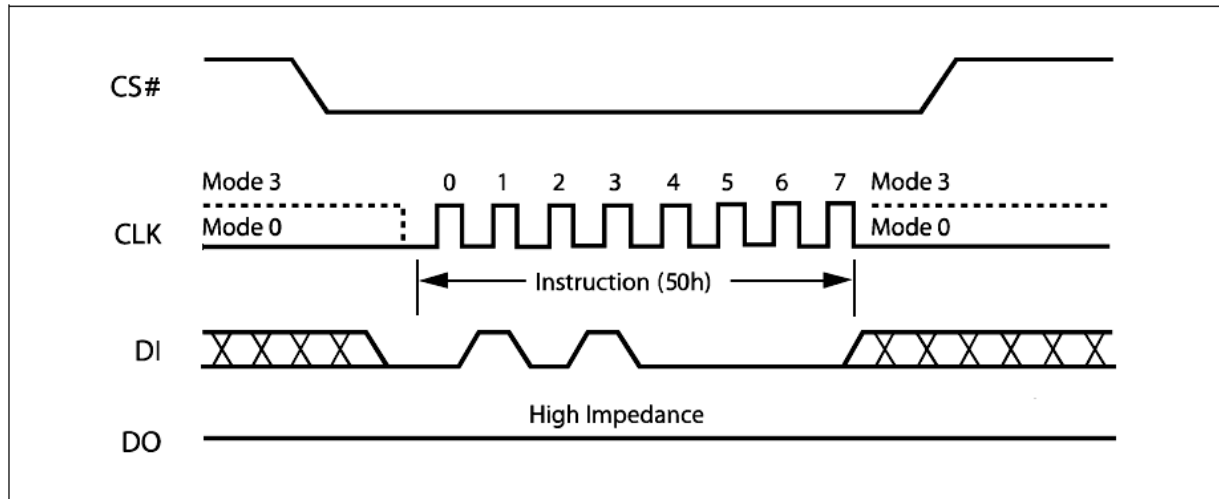 CS#
Mode 3 0 1 2 3 4 5 6 7 Mode 3
CLK Mode 0 Mode 0
Instruction (50h)
DI
High Impedance
DO